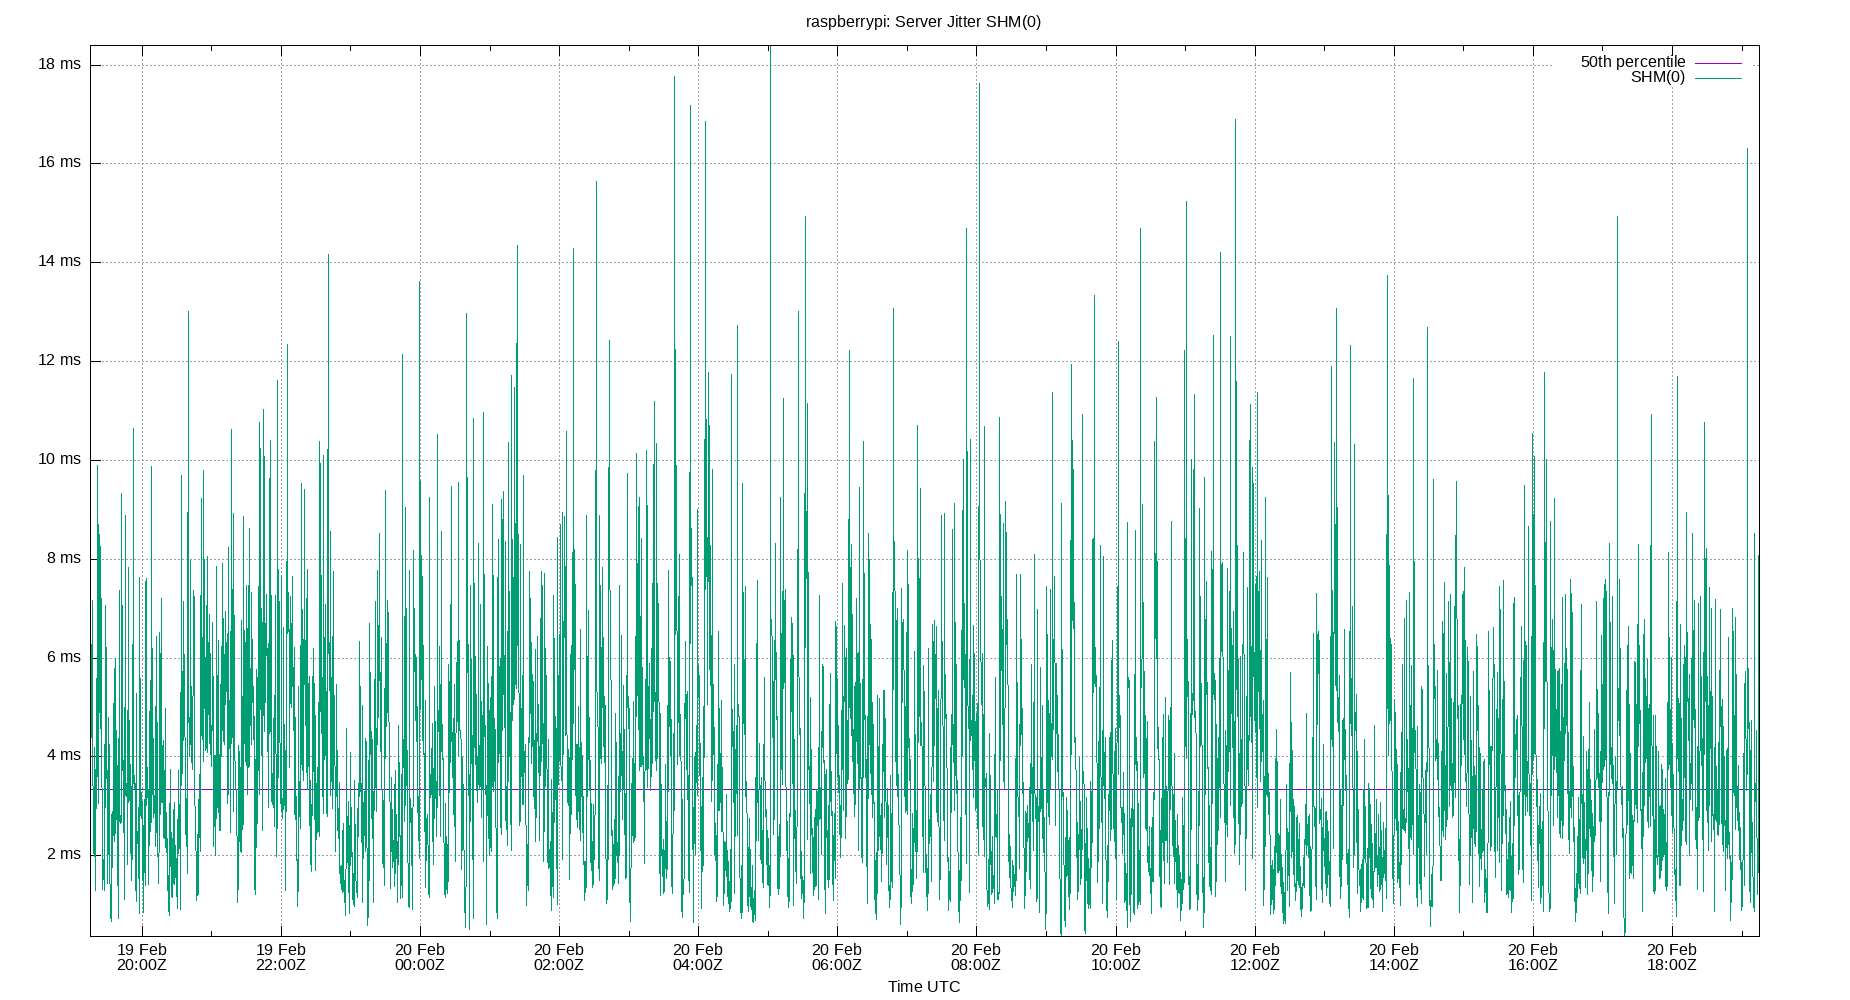 raspberrypi: Server Jitter SHM(0)
50th percentile
SHM(0)
18 ms
16 ms
14 ms
12 ms
10 ms
8 ms
6 ms
4 ms
2 ms
19 Feb 19 Feb 20 Feb 20 Feb 20 Feb 20 Feb 20 Feb 20 Feb 20 Feb 20 Feb 20 Feb 20 Feb
20:00Z 22:00Z 00:00Z 02:00Z 04:00Z 06:00Z 08:00Z 10:00Z 12:00Z 14:00Z 16:00Z 18:00Z
Time UTC